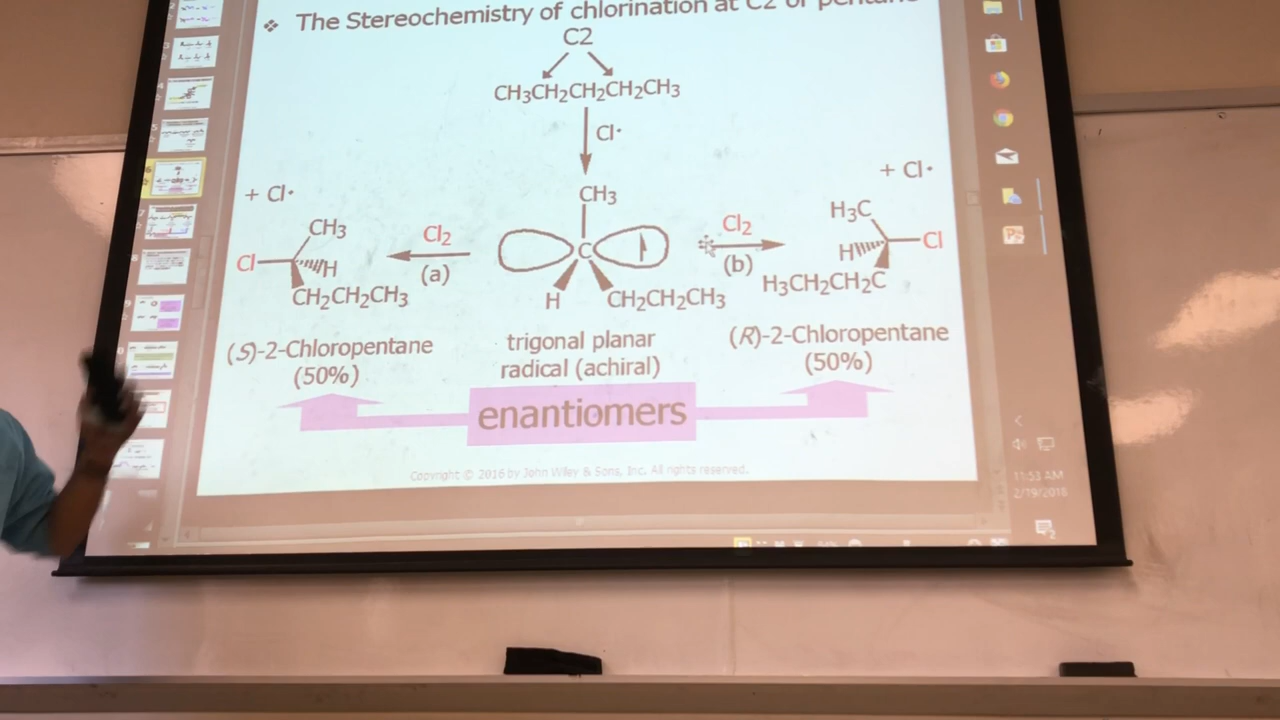 ❖ The Stereochemistry of chlorination at C2 of pentane
C2
CH3CH2CH2CH2CH3
Cl·
+ Cl·
CH3
Cl
H
CH2CH2CH3
Cl2
(a)
CH3
C
H
CH2CH2CH3
Cl2
(b)
+ Cl·
H3C
H
Cl
H3CH2CH2C
(S)-2-Chloropentane
(50%)
trigonal planar
radical (achiral)
(R)-2-Chloropentane
(50%)
enantiomers
Copyright © 2016 by John Wiley & Sons, Inc. All rights reserved.
11:53 AM
2/19/2018